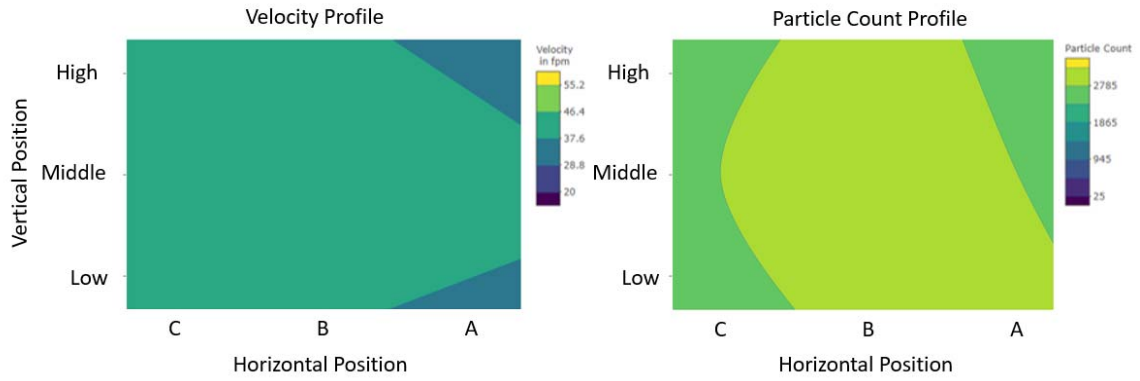 Velocity Profile
Vertical Position
High
Middle
Low
C B A
Horizontal Position
Velocity
in fpm
55.2
46.4
37.6
28.8
20
Particle Count Profile
High
Middle
Low
C B A
Horizontal Position
Particle Count
2785
1865
945
25